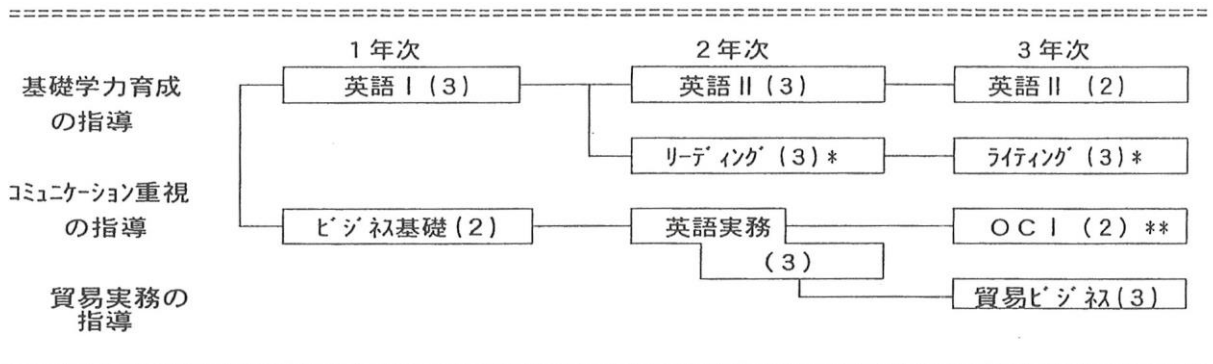 1年次 2年次 3年次
基礎学力育成 英語Ⅰ(3) 英語Ⅱ(3) 英語Ⅱ (2)
の指導
リーディング(3)* ライティング(3)*
コミュニケーション重視
の指導 ビジネス基礎(2) 英語実務 OCⅠ (2) **
(3)
貿易実務の 貿易ビジネス(3)
指導